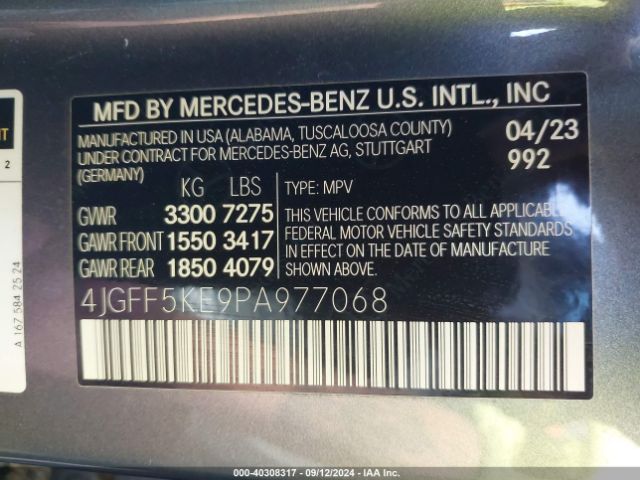 MFD BY MERCEDES-BENZ U.S. INTL., INC
MANUFACTURED IN USA (ALABAMA, TUSCALOOSA COUNTY)
UNDER CONTRACT FOR MERCEDES-BENZ AG, STUTTGART
(GERMANY)
04/23
992
KG LBS
GVWR 3300 7275
GAWR FRONT 1550 3417
GAWR REAR 1850 4079
TYPE: MPV
THIS VEHICLE CONFORMS TO ALL APPLICABLE
FEDERAL MOTOR VEHICLE SAFETY STANDARDS
IN EFFECT ON THE DATE OF MANUFACTURE
SHOWN ABOVE.
4JGFF5KE9PA977068
A 167 584 25 24
2
000-40308317 - 09/12/2024 - IAA Inc.